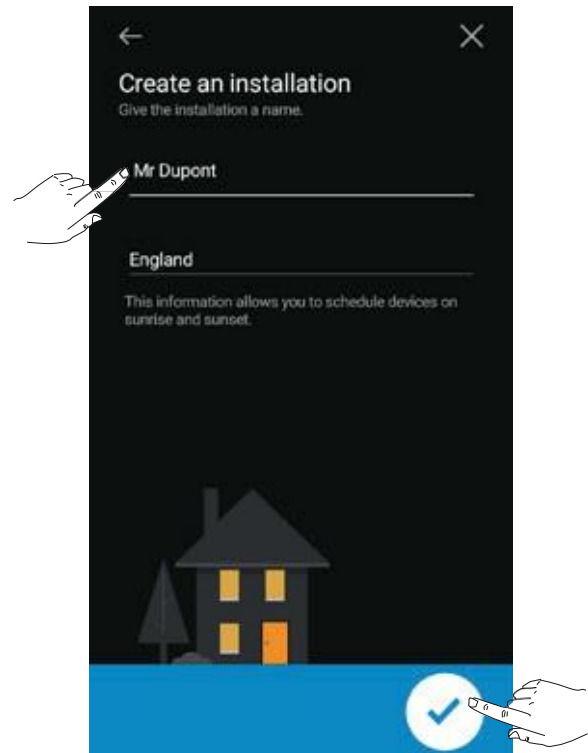 Create an installation
Give the installation a name.
Mr Dupont
England
This information allows you to schedule devices on
sunrise and sunset.